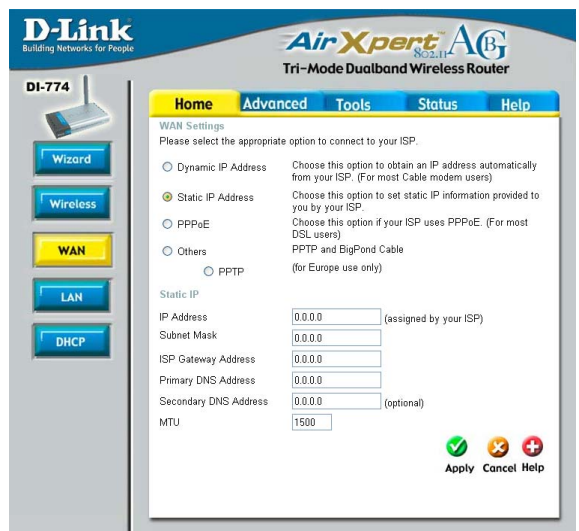 D-Link
Building Networks for People
Air Xpert ABG
802.11
Tri-Mode Dualband Wireless Router
DI-774
Home Advanced Tools Status Help
Wizard
Wireless
WAN
LAN
DHCP
WAN Settings
Please select the appropriate option to connect to your ISP.
Dynamic IP Address Choose this option to obtain an IP address automatically
from your ISP. (For most Cable modem users)
Static IP Address Choose this option to set static IP information provided to
you by your ISP.
PPPoE Choose this option if your ISP uses PPPoE. (For most
DSL users)
Others PPTP and BigPond Cable
PPTP (for Europe use only)
Static IP
IP Address 0.0.0.0 (assigned by your ISP)
Subnet Mask 0.0.0.0
ISP Gateway Address 0.0.0.0
Primary DNS Address 0.0.0.0
Secondary DNS Address 0.0.0.0 (optional)
MTU 1500
Apply Cancel Help